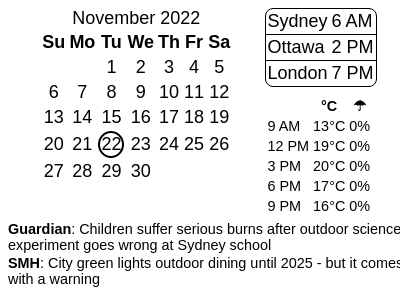 November 2022
Su Mo Tu We Th Fr Sa
1 2 3 4 5
6 7 8 9 10 11 12
13 14 15 16 17 18 19
20 21 22 23 24 25 26
27 28 29 30
Sydney 6 AM
Ottawa 2 PM
London 7 PM
°C ☂
9 AM 13°C 0%
12 PM 19°C 0%
3 PM 20°C 0%
6 PM 17°C 0%
9 PM 16°C 0%
Guardian: Children suffer serious burns after outdoor science
experiment goes wrong at Sydney school
SMH: City green lights outdoor dining until 2025 - but it comes
with a warning